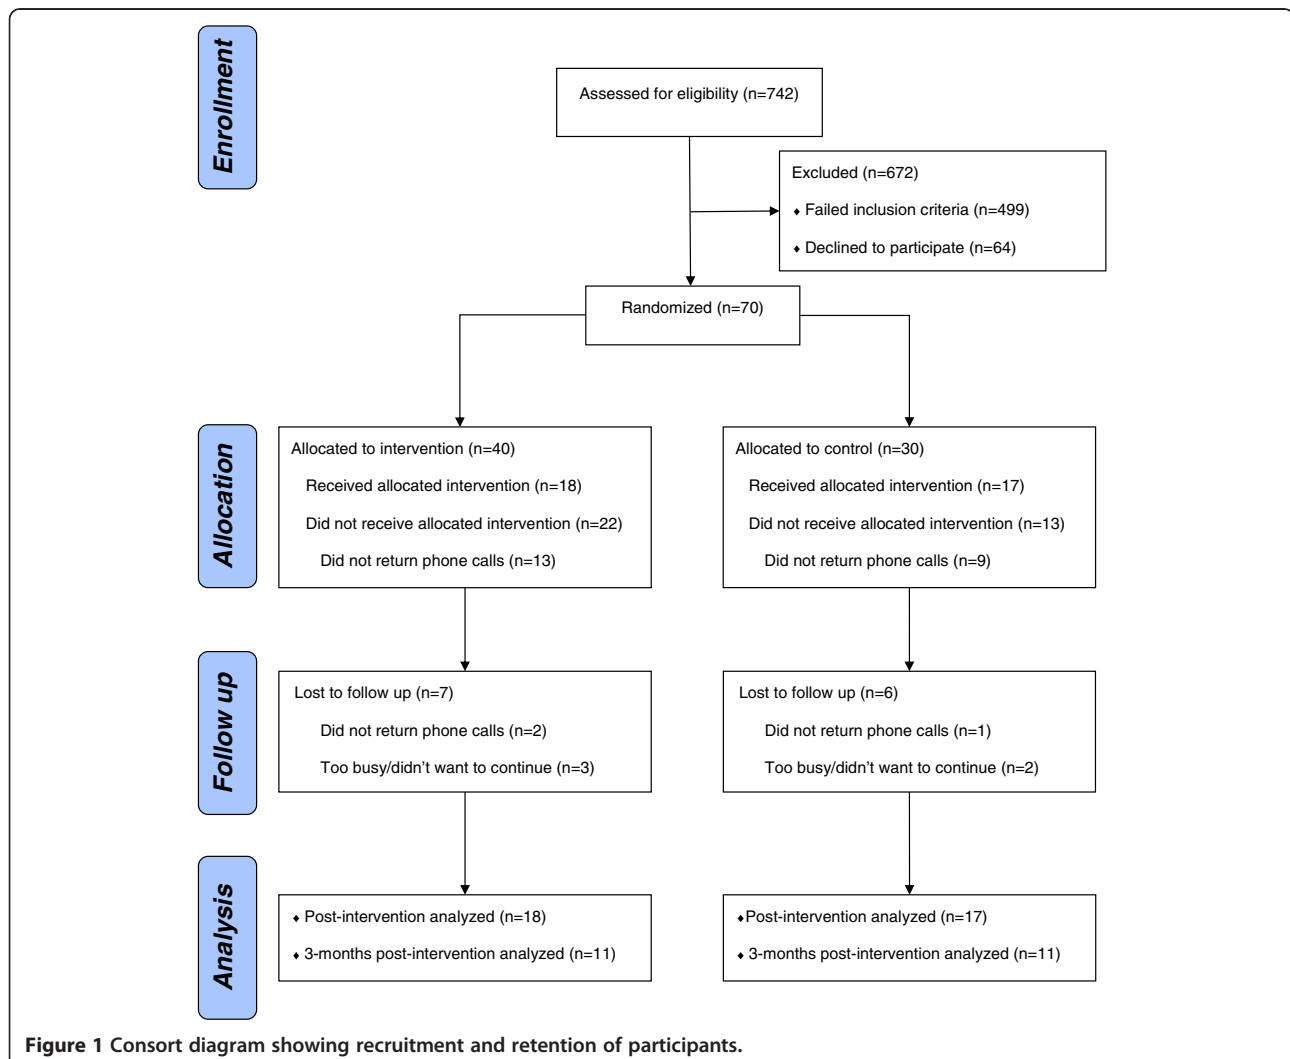 Enrollment
Assessed for eligibility (n=742)
Excluded (n=672)
♦ Failed inclusion criteria (n=499)
♦ Declined to participate (n=64)
Randomized (n=70)
Allocation
Allocated to intervention (n=40)
Received allocated intervention (n=18)
Did not receive allocated intervention (n=22)
Did not return phone calls (n=13)
Allocated to control (n=30)
Received allocated intervention (n=17)
Did not receive allocated intervention (n=13)
Did not return phone calls (n=9)
Follow up
Lost to follow up (n=7)
Did not return phone calls (n=2)
Too busy/didn't want to continue (n=3)
Lost to follow up (n=6)
Did not return phone calls (n=1)
Too busy/didn't want to continue (n=2)
Analysis
♦ Post-intervention analyzed (n=18)
♦ 3-months post-intervention analyzed (n=11)
♦Post-intervention analyzed (n=17)
♦ 3-months post-intervention analyzed (n=11)
Figure 1 Consort diagram showing recruitment and retention of participants.